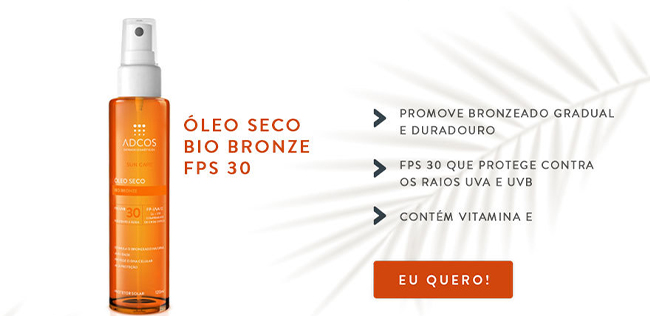 ADCOS
ÓLEO SECO
30
ÓLEO SECO
BIO BRONZE
FPS 30
PROMOVE BRONZEADO GRADUAL
E DURADOURO
FPS 30 QUE PROTEGE CONTRA
OS RAIOS UVA E UVB
CONTÉM VITAMINA E
EU QUERO!